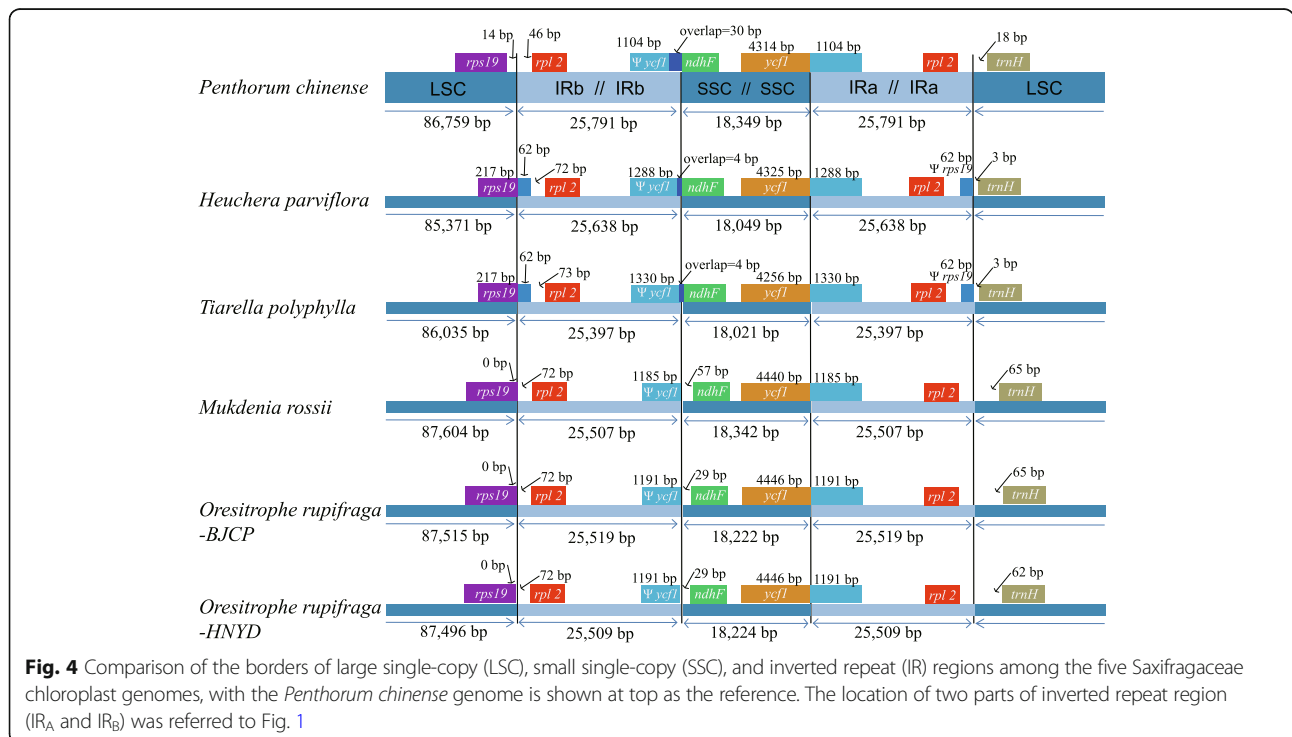 14 bp 46 bp 1104 bp overlap=30 bp 4314 bp 1104 bp 18 bp
rps19 rpl 2 Ψ ycf1 ndhF ycf1 rpl 2 trnH
Penthorum chinense LSC IRb // IRb SSC // SSC IRa // IRa LSC
86,759 bp 25,791 bp 18,349 bp 25,791 bp
62 bp overlap=4 bp 62 bp
217 bp 72 bp 1288 bp 4325 bp 1288 bp Ψ rps19 3 bp
rps19 rpl 2 Ψ ycf1 ndhF ycf1 rpl 2 trnH
Heuchera parviflora
85,371 bp 25,638 bp 18,049 bp 25,638 bp
62 bp overlap=4 bp 62 bp
217 bp 73 bp 1330 bp 4256 bp 1330 bp Ψ rps19 3 bp
rps19 rpl 2 Ψ ycf1 ndhF ycf1 rpl 2 trnH
Tiarella polyphylla
86,035 bp 25,397 bp 18,021 bp 25,397 bp
0 bp 72 bp 1185 bp 57 bp 4440 bp 1185 bp 65 bp
rps19 rpl 2 Ψ ycf1 ndhF ycf1 rpl 2 trnH
Mukdenia rossii
87,604 bp 25,507 bp 18,342 bp 25,507 bp
0 bp 72 bp 1191 bp 29 bp 4446 bp 1191 bp 65 bp
rps19 rpl 2 Ψ ycf1 ndhF ycf1 rpl 2 trnH
Oresitrophe rupifraga
-BJCP
87,515 bp 25,519 bp 18,222 bp 25,519 bp
0 bp 72 bp 1191 bp 29 bp 4446 bp 1191 bp 62 bp
rps19 rpl 2 Ψ ycf1 ndhF ycf1 rpl 2 trnH
Oresitrophe rupifraga
-HNYD
87,496 bp 25,509 bp 18,224 bp 25,509 bp
Fig. 4 Comparison of the borders of large single-copy (LSC), small single-copy (SSC), and inverted repeat (IR) regions among the five Saxifragaceae
chloroplast genomes, with the Penthorum chinense genome is shown at top as the reference. The location of two parts of inverted repeat region
(IRA and IRB) was referred to Fig. 1